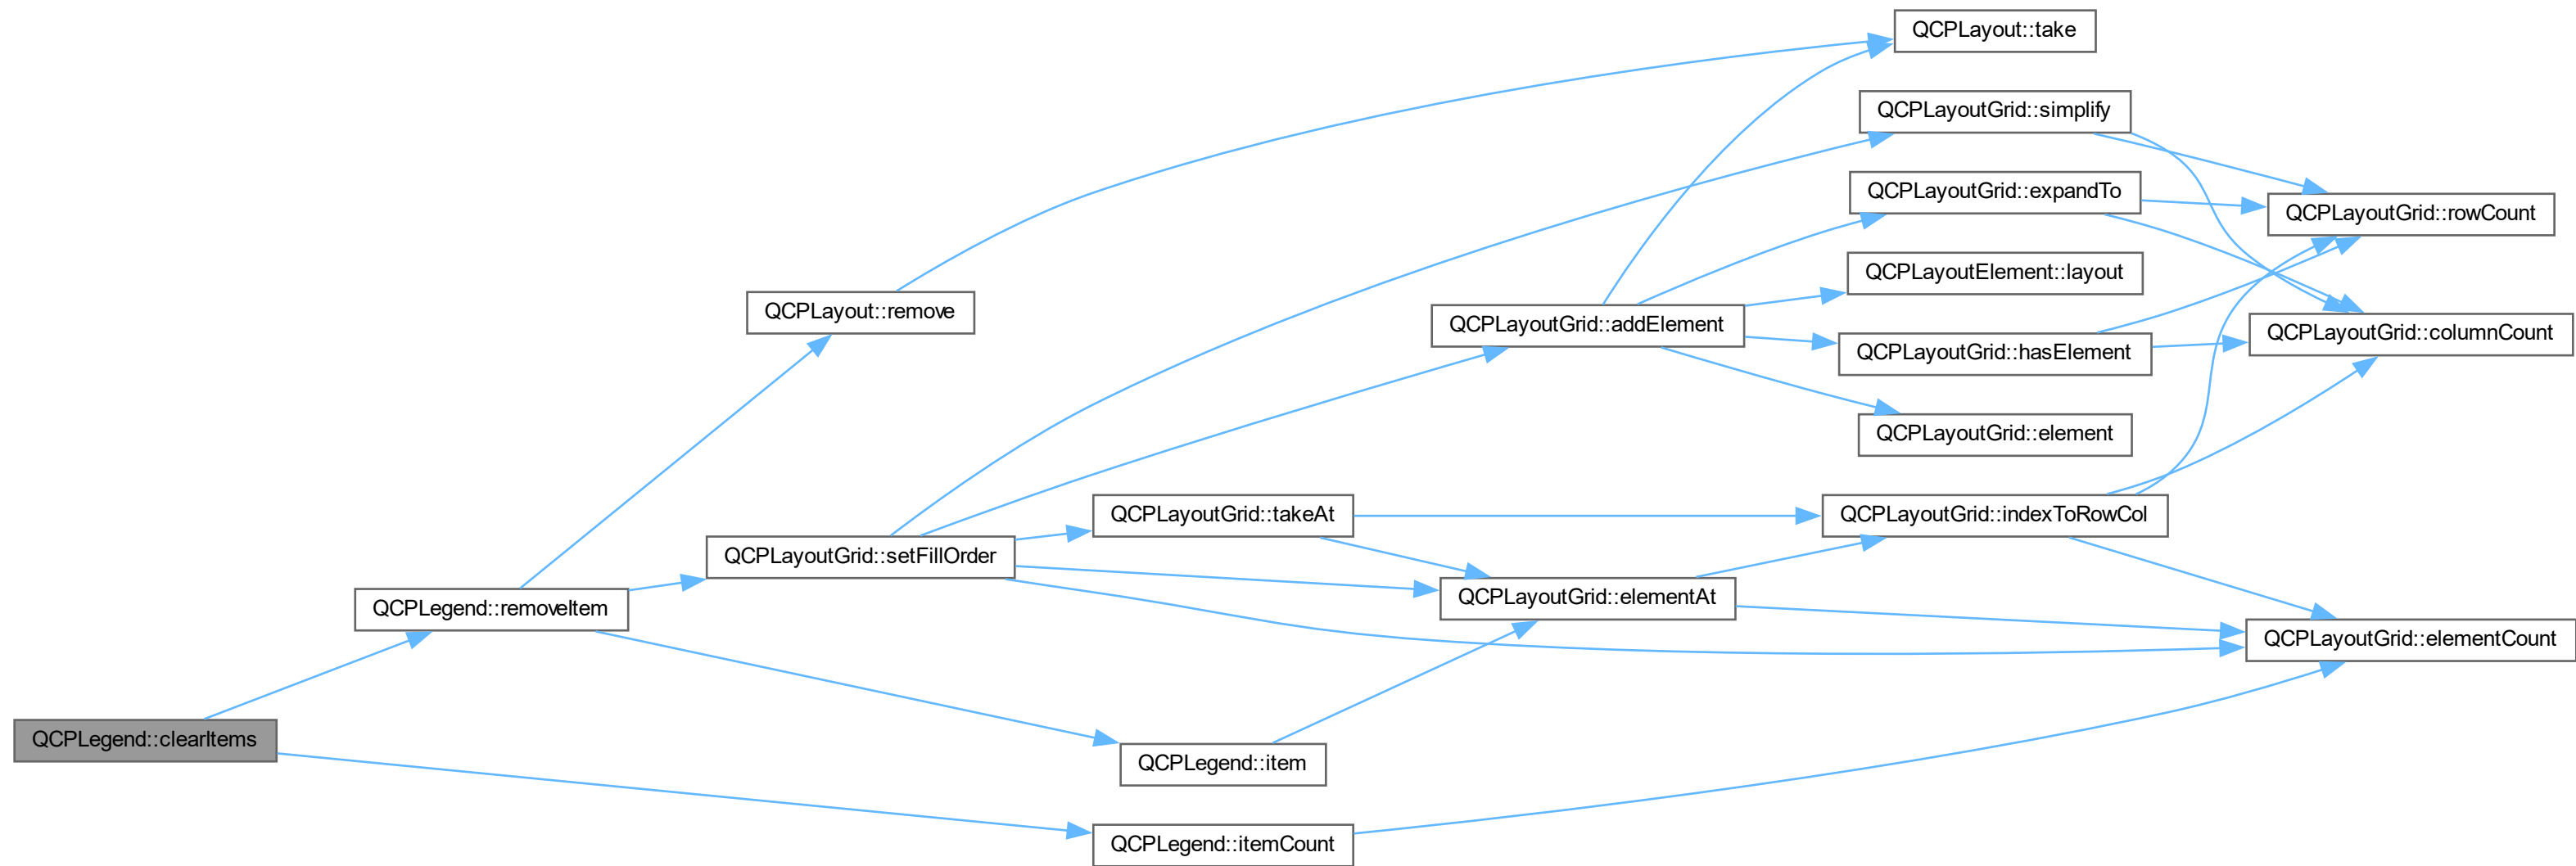 QCPLayout::take
QCPLayoutGrid::simplify
QCPLayoutGrid::expandTo
QCPLayoutGrid::rowCount
QCPLayoutElement::layout
QCPLayout::remove
QCPLayoutGrid::addElement
QCPLayoutGrid::columnCount
QCPLayoutGrid::hasElement
QCPLayoutGrid::element
QCPLayoutGrid::takeAt
QCPLayoutGrid::indexToRowCol
QCPLayoutGrid::setFillOrder
QCPLayoutGrid::elementAt
QCPLegend::removeItem
QCPLayoutGrid::elementCount
QCPLegend::clearItems
QCPLegend::item
QCPLegend::itemCount